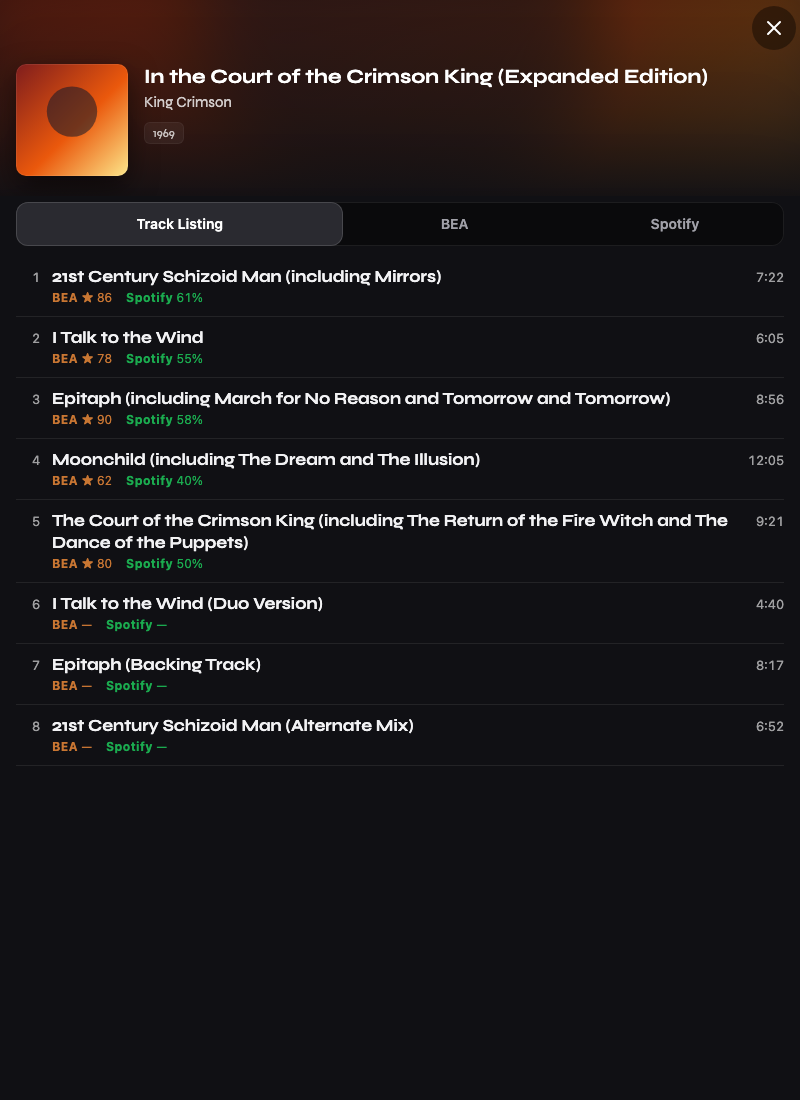 In the Court of the Crimson King (Expanded Edition)
King Crimson
1969
Track Listing BEA Spotify
1 21st Century Schizoid Man (including Mirrors) 7:22
BEA ★ 86 Spotify 61%
2 I Talk to the Wind 6:05
BEA ★ 78 Spotify 55%
3 Epitaph (including March for No Reason and Tomorrow and Tomorrow) 8:56
BEA ★ 90 Spotify 58%
4 Moonchild (including The Dream and The Illusion) 12:05
BEA ★ 62 Spotify 40%
5 The Court of the Crimson King (including The Return of the Fire Witch and The 9:21
Dance of the Puppets)
BEA ★ 80 Spotify 50%
6 I Talk to the Wind (Duo Version) 4:40
BEA — Spotify —
7 Epitaph (Backing Track) 8:17
BEA — Spotify —
8 21st Century Schizoid Man (Alternate Mix) 6:52
BEA — Spotify —